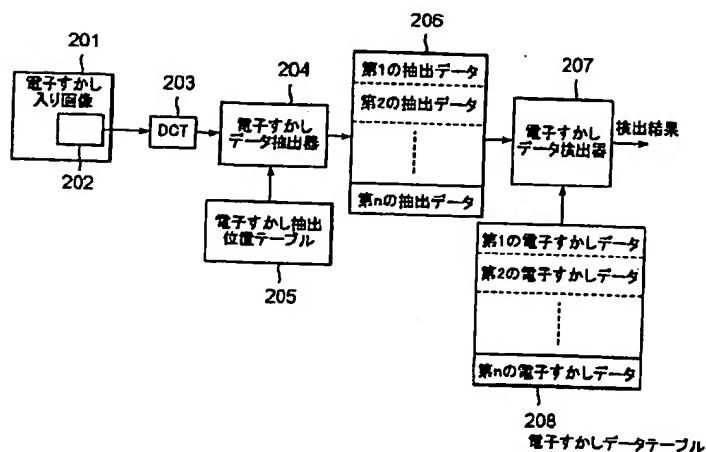 201
電子すかし
入り画像
202
203
DCT
204
電子すかし
データ抽出器
電子すかし抽出
位置テーブル
205
206
第1の抽出データ
第2の抽出データ
第nの抽出データ
207
電子すかし
データ検出器
検出結果
第1の電子すかしデータ
第2の電子すかしデータ
第nの電子すかしデータ
208
電子すかしデータテーブル